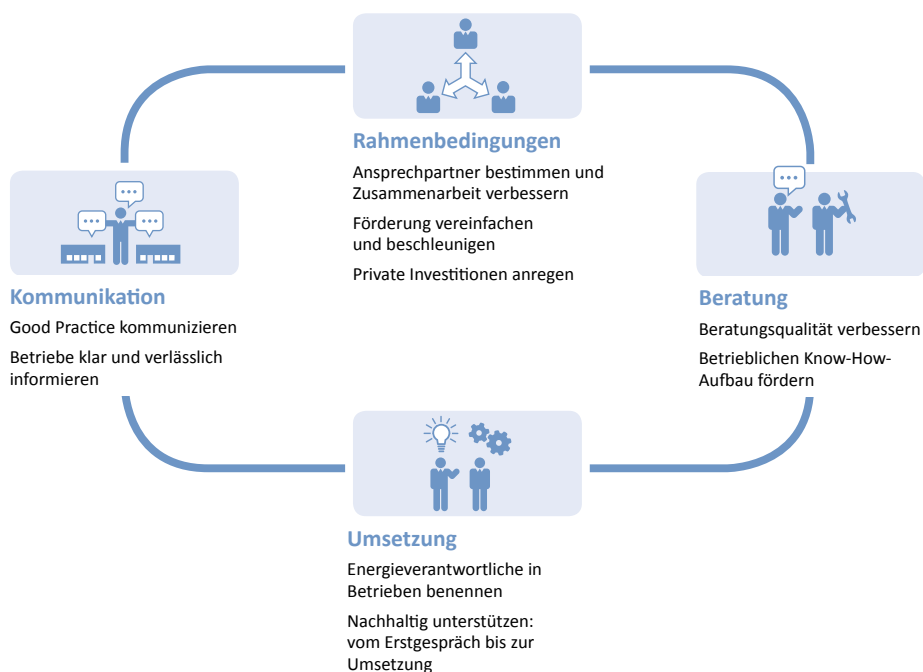 Rahmenbedingungen
Ansprechpartner bestimmen und
Zusammenarbeit verbessern
Förderung vereinfachen
und beschleunigen
Private Investitionen anregen
Kommunikation
Good Practice kommunizieren
Betriebe klar und verlässlich
informieren
Beratung
Beratungsqualität verbessern
Betrieblichen Know-How-
Aufbau fördern
Umsetzung
Energieverantwortliche in
Betrieben benennen
Nachhaltig unterstützen:
vom Erstgespräch bis zur
Umsetzung